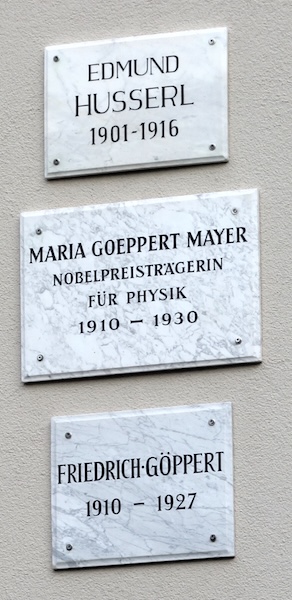 EDMUND
HUSSERL
1901-1916
MARIA GOEPPERT MAYER
NOBELPREISTRÄGERIN
FÜR PHYSIK
1910 – 1930
FRIEDRICH·GÖPPERT
1910 – 1927